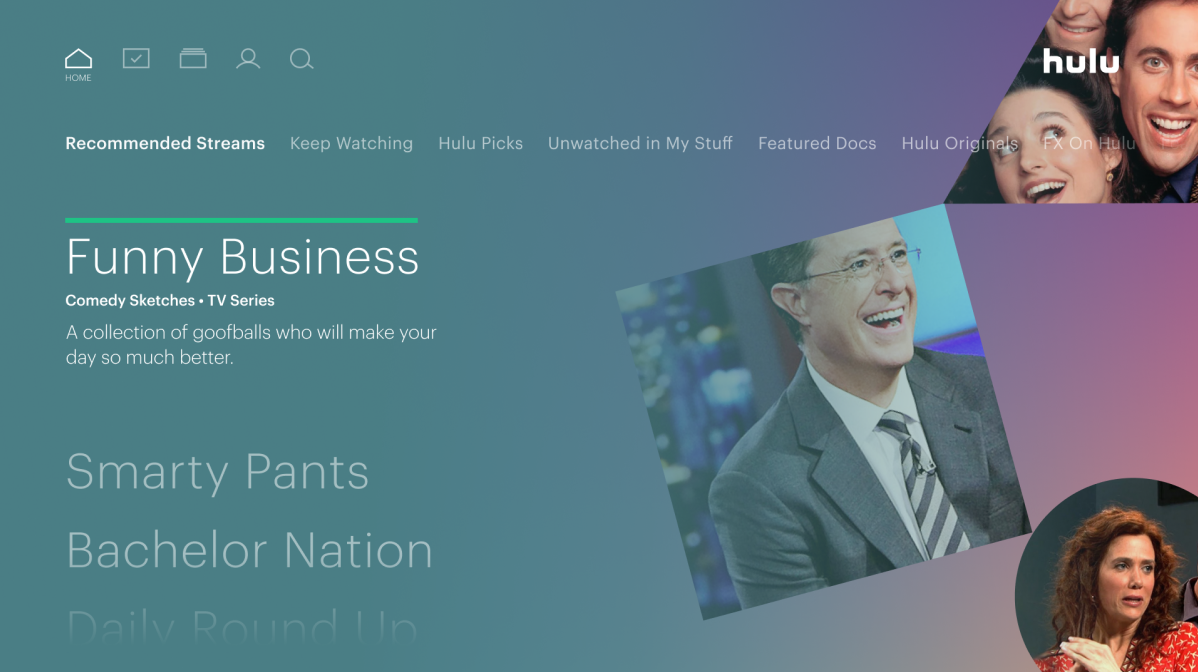 hulu
HOME
Recommended Streams Keep Watching Hulu Picks Unwatched in My Stuff Featured Docs Hulu Originals FX On Hulu
Funny Business
Comedy Sketches • TV Series
A collection of goofballs who will make your
day so much better.
Smarty Pants
Bachelor Nation
Daily Round Up